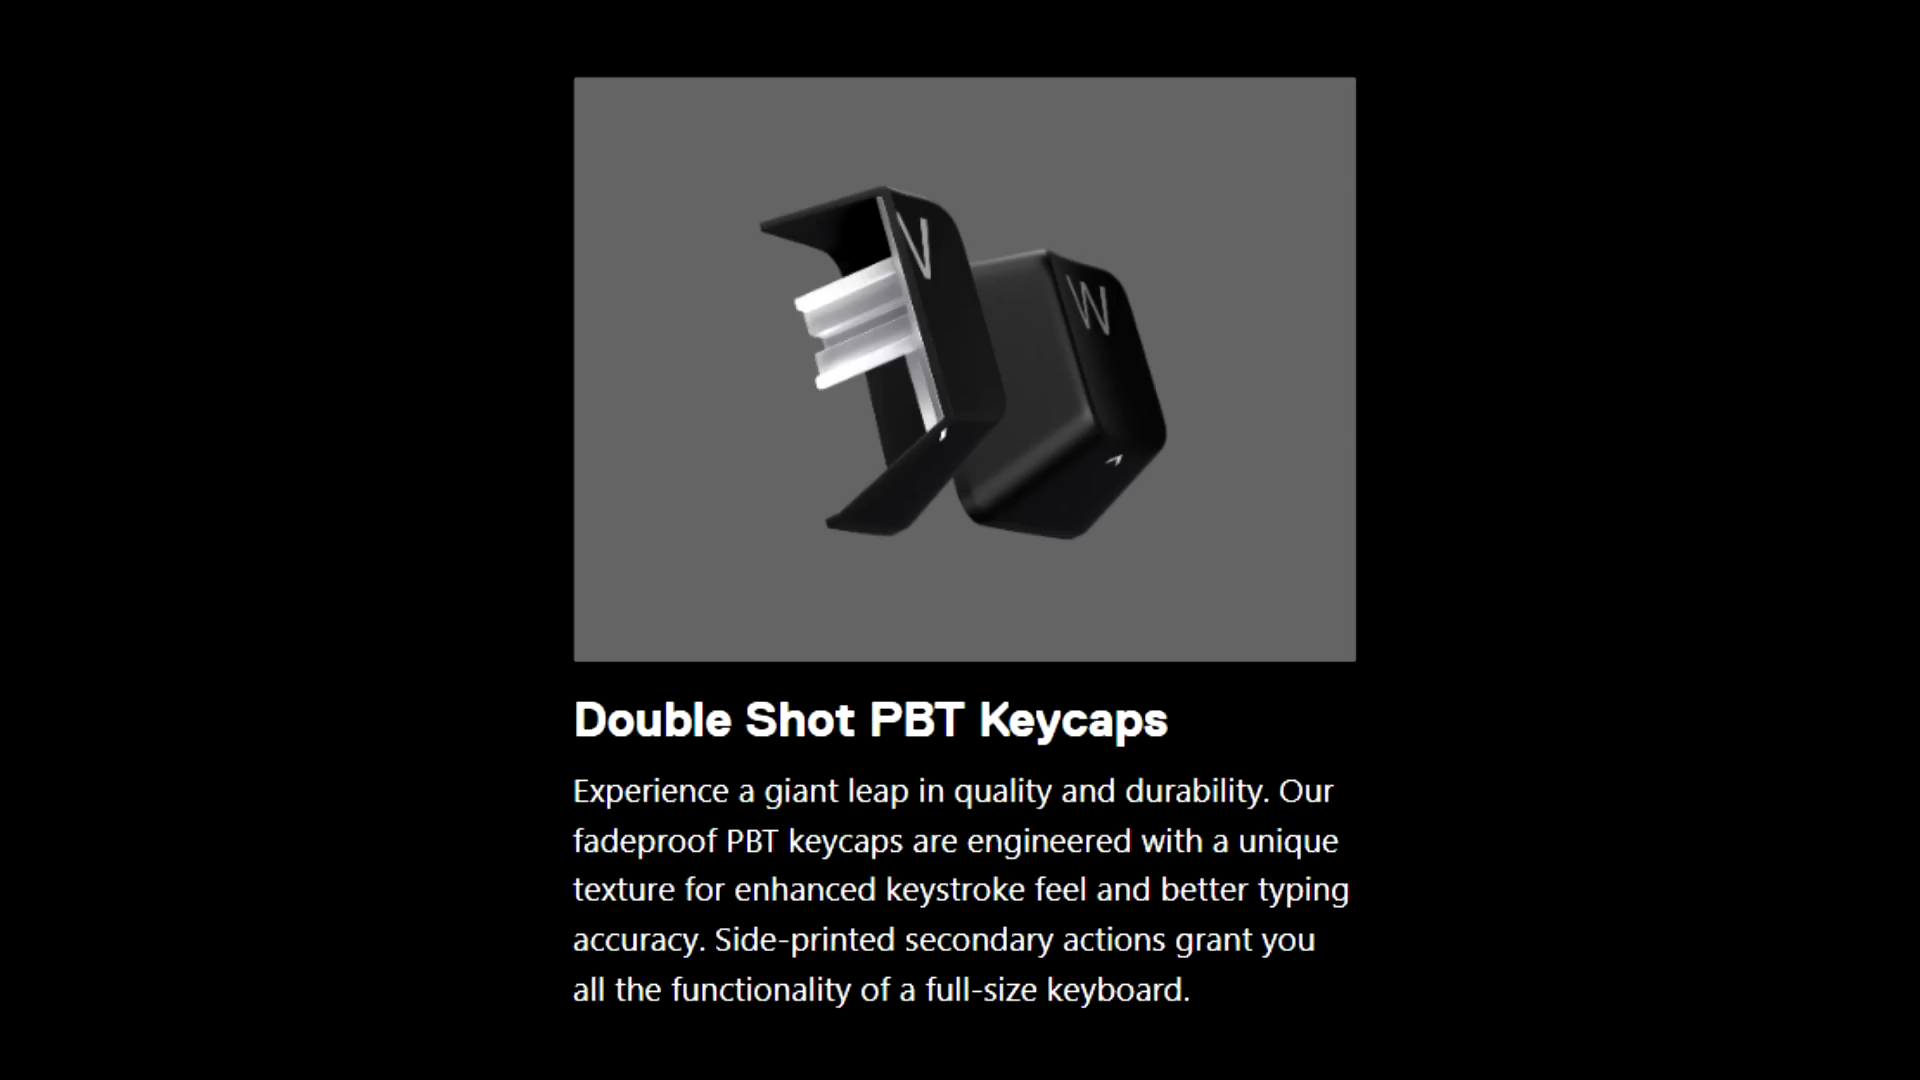 W
Double Shot PBT Keycaps
Experience a giant leap in quality and durability. Our
fadeproof PBT keycaps are engineered with a unique
texture for enhanced keystroke feel and better typing
accuracy. Side-printed secondary actions grant you
all the functionality of a full-size keyboard.